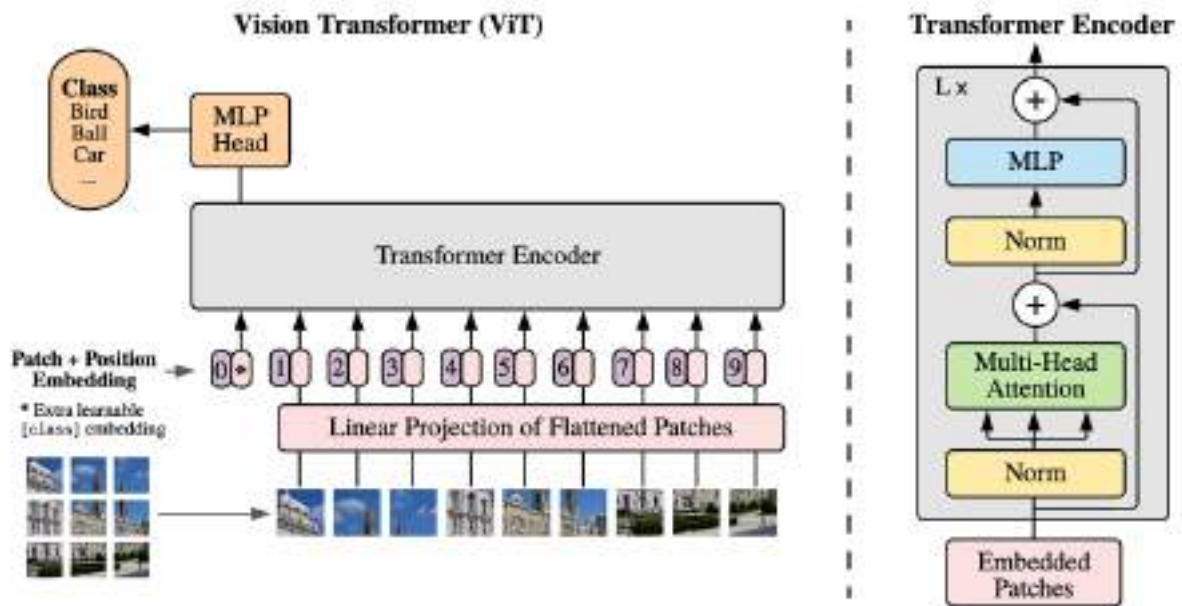 Vision Transformer (ViT)
Class
Bird
Ball
Car
...
MLP
Head
Transformer Encoder
Patch + Position
Embedding
0 * 1 2 3 4 5 6 7 8 9
* Extra learnable
[class] embedding
Linear Projection of Flattened Patches
Transformer Encoder
L ×
+
MLP
Norm
+
Multi-Head
Attention
Norm
Embedded
Patches